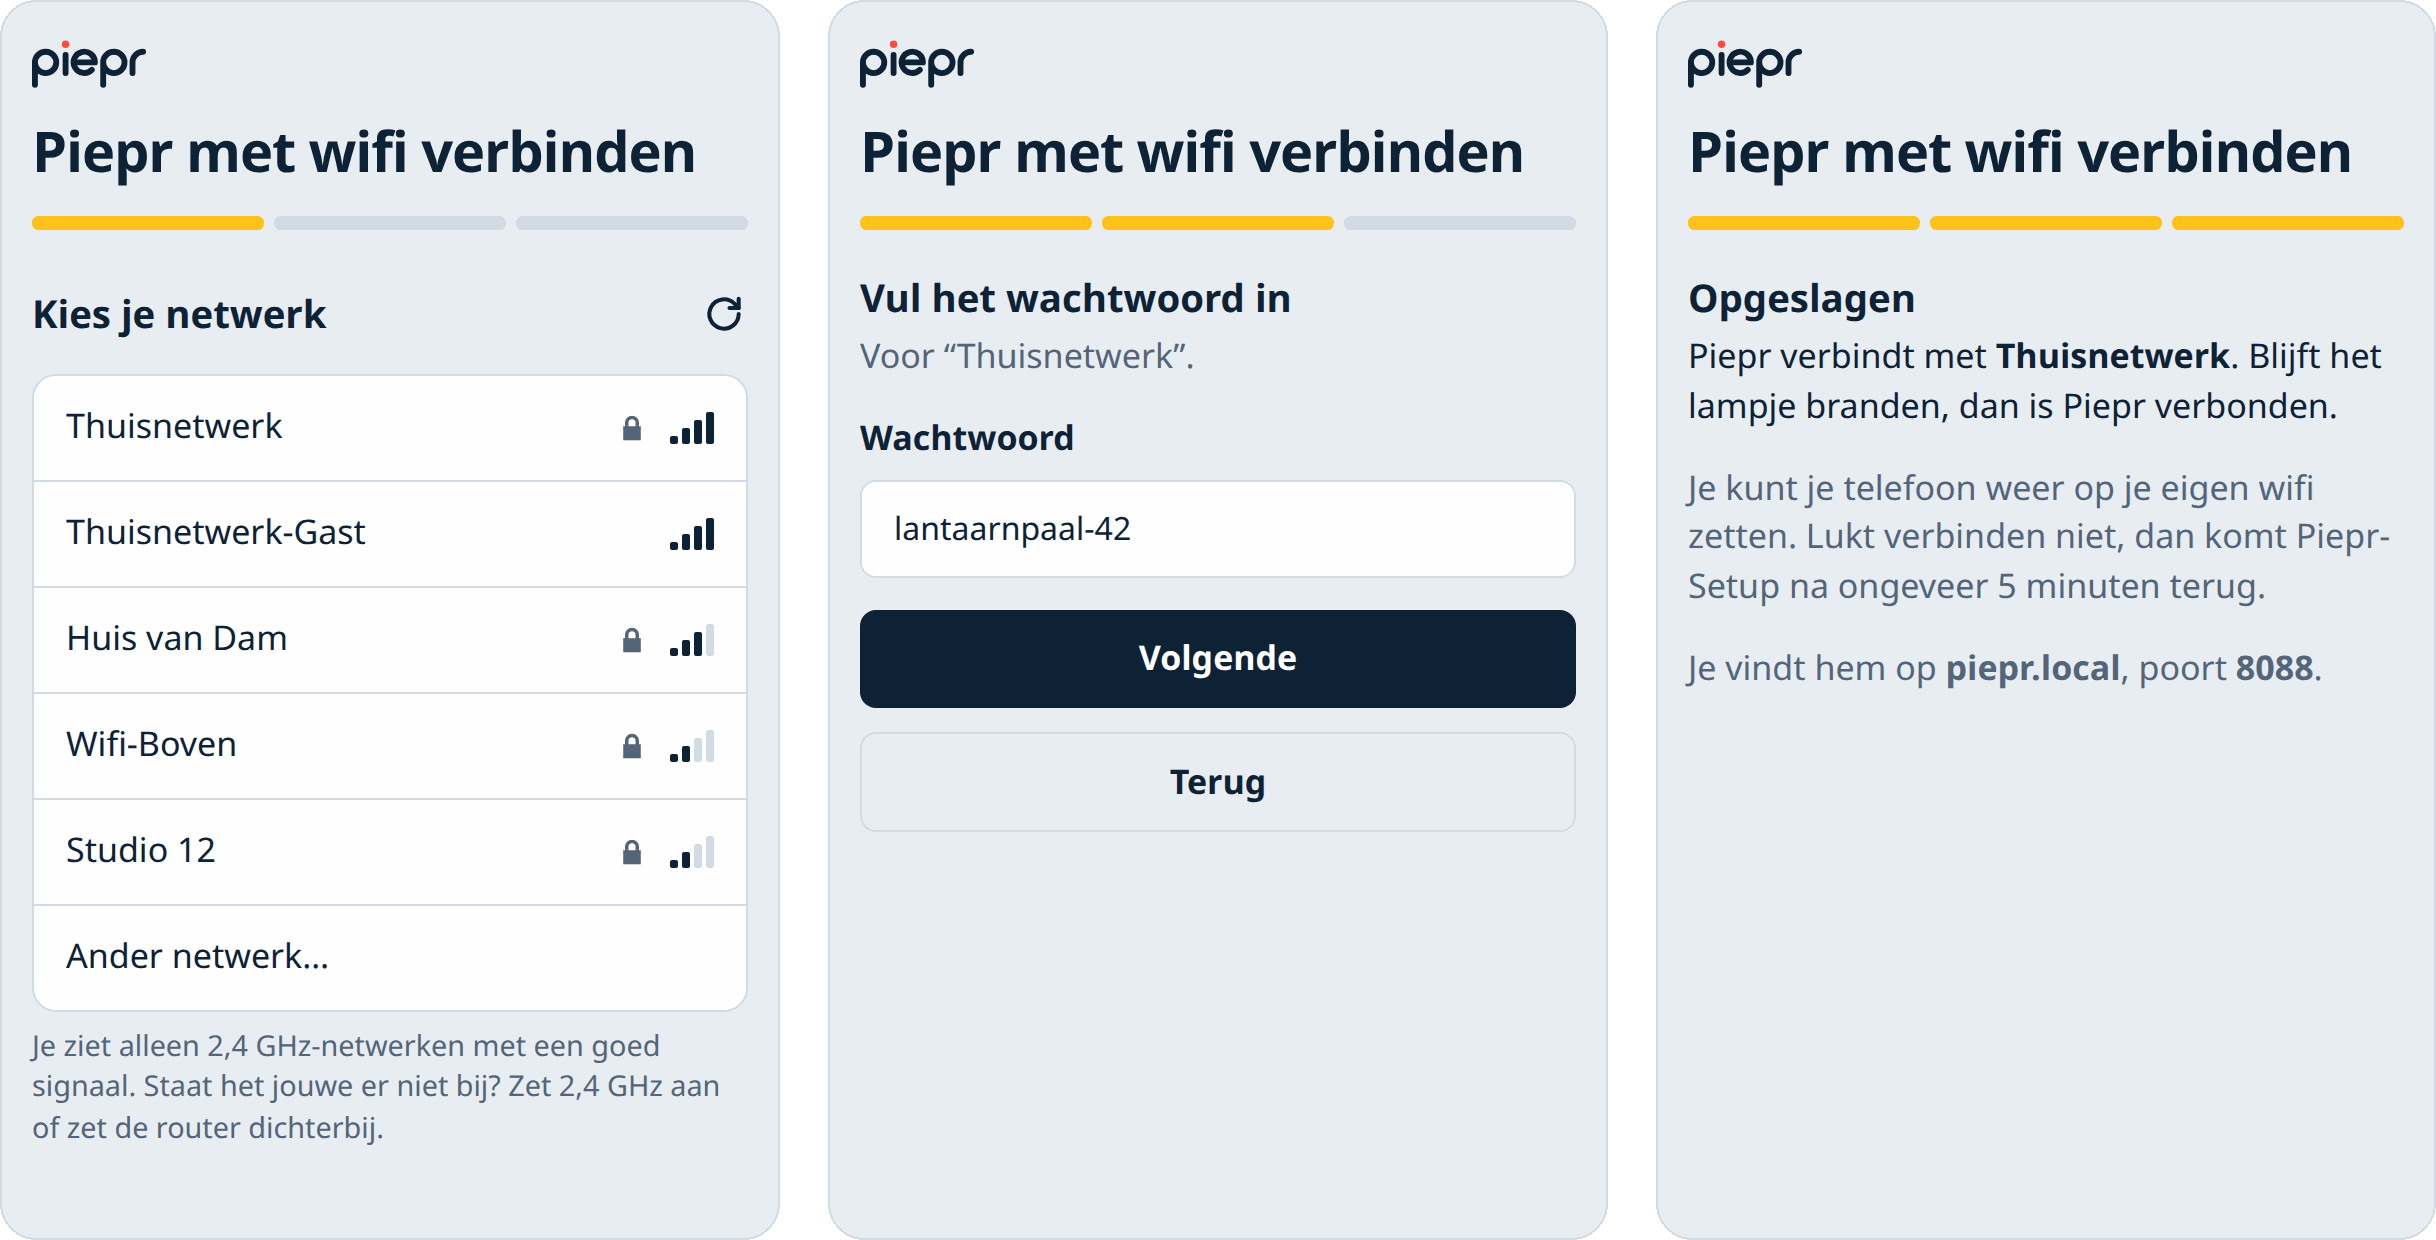 piepr
Piepr met wifi verbinden
Kies je netwerk
Thuisnetwerk
Thuisnetwerk-Gast
Huis van Dam
Wifi-Boven
Studio 12
Ander netwerk...
Je ziet alleen 2,4 GHz-netwerken met een goed
signaal. Staat het jouwe er niet bij? Zet 2,4 GHz aan
of zet de router dichterbij.
piepr
Piepr met wifi verbinden
Vul het wachtwoord in
Voor “Thuisnetwerk”.
Wachtwoord
lantaarnpaal-42
Volgende
Terug
piepr
Piepr met wifi verbinden
Opgeslagen
Piepr verbindt met Thuisnetwerk. Blijft het
lampje branden, dan is Piepr verbonden.
Je kunt je telefoon weer op je eigen wifi
zetten. Lukt verbinden niet, dan komt Piepr-
Setup na ongeveer 5 minuten terug.
Je vindt hem op piepr.local, poort 8088.